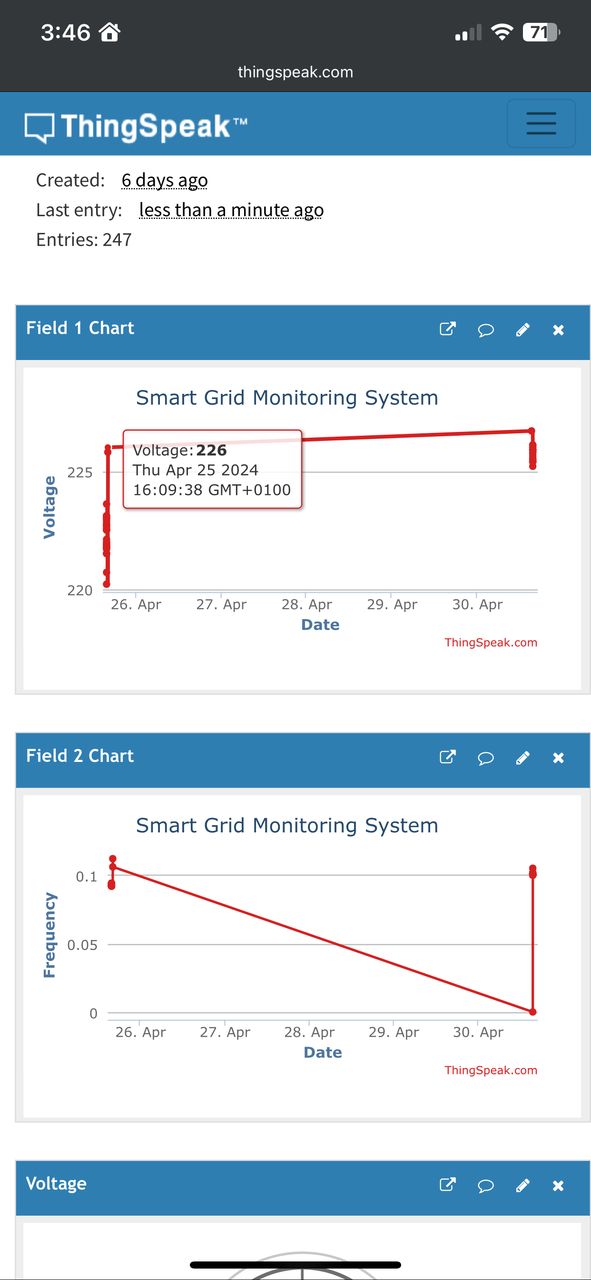 3:46
71
thingspeak.com
ThingSpeak™
Created: 6 days ago
Last entry: less than a minute ago
Entries: 247
Field 1 Chart
Smart Grid Monitoring System
Voltage: 226
Thu Apr 25 2024
16:09:38 GMT+0100
225
220
Voltage
26. Apr 27. Apr 28. Apr 29. Apr 30. Apr
Date
ThingSpeak.com
Field 2 Chart
Smart Grid Monitoring System
0.1
0.05
0
Frequency
26. Apr 27. Apr 28. Apr 29. Apr 30. Apr
Date
ThingSpeak.com
Voltage